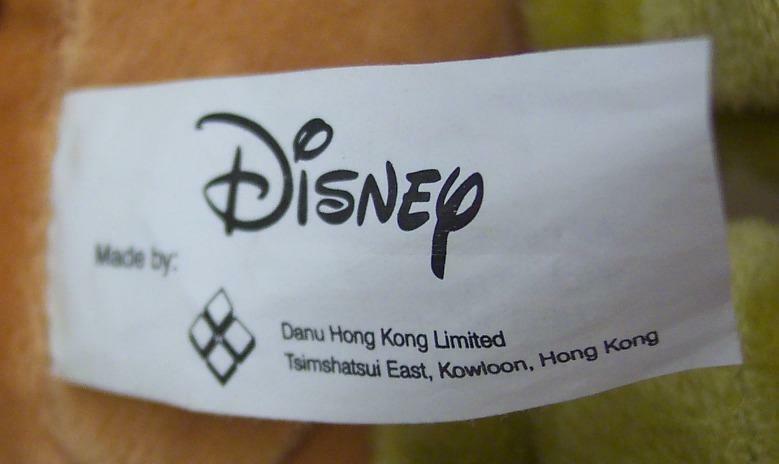 Disney
Made by:
Danu Hong Kong Limited
Tsimshatsui East, Kowloon, Hong Kong